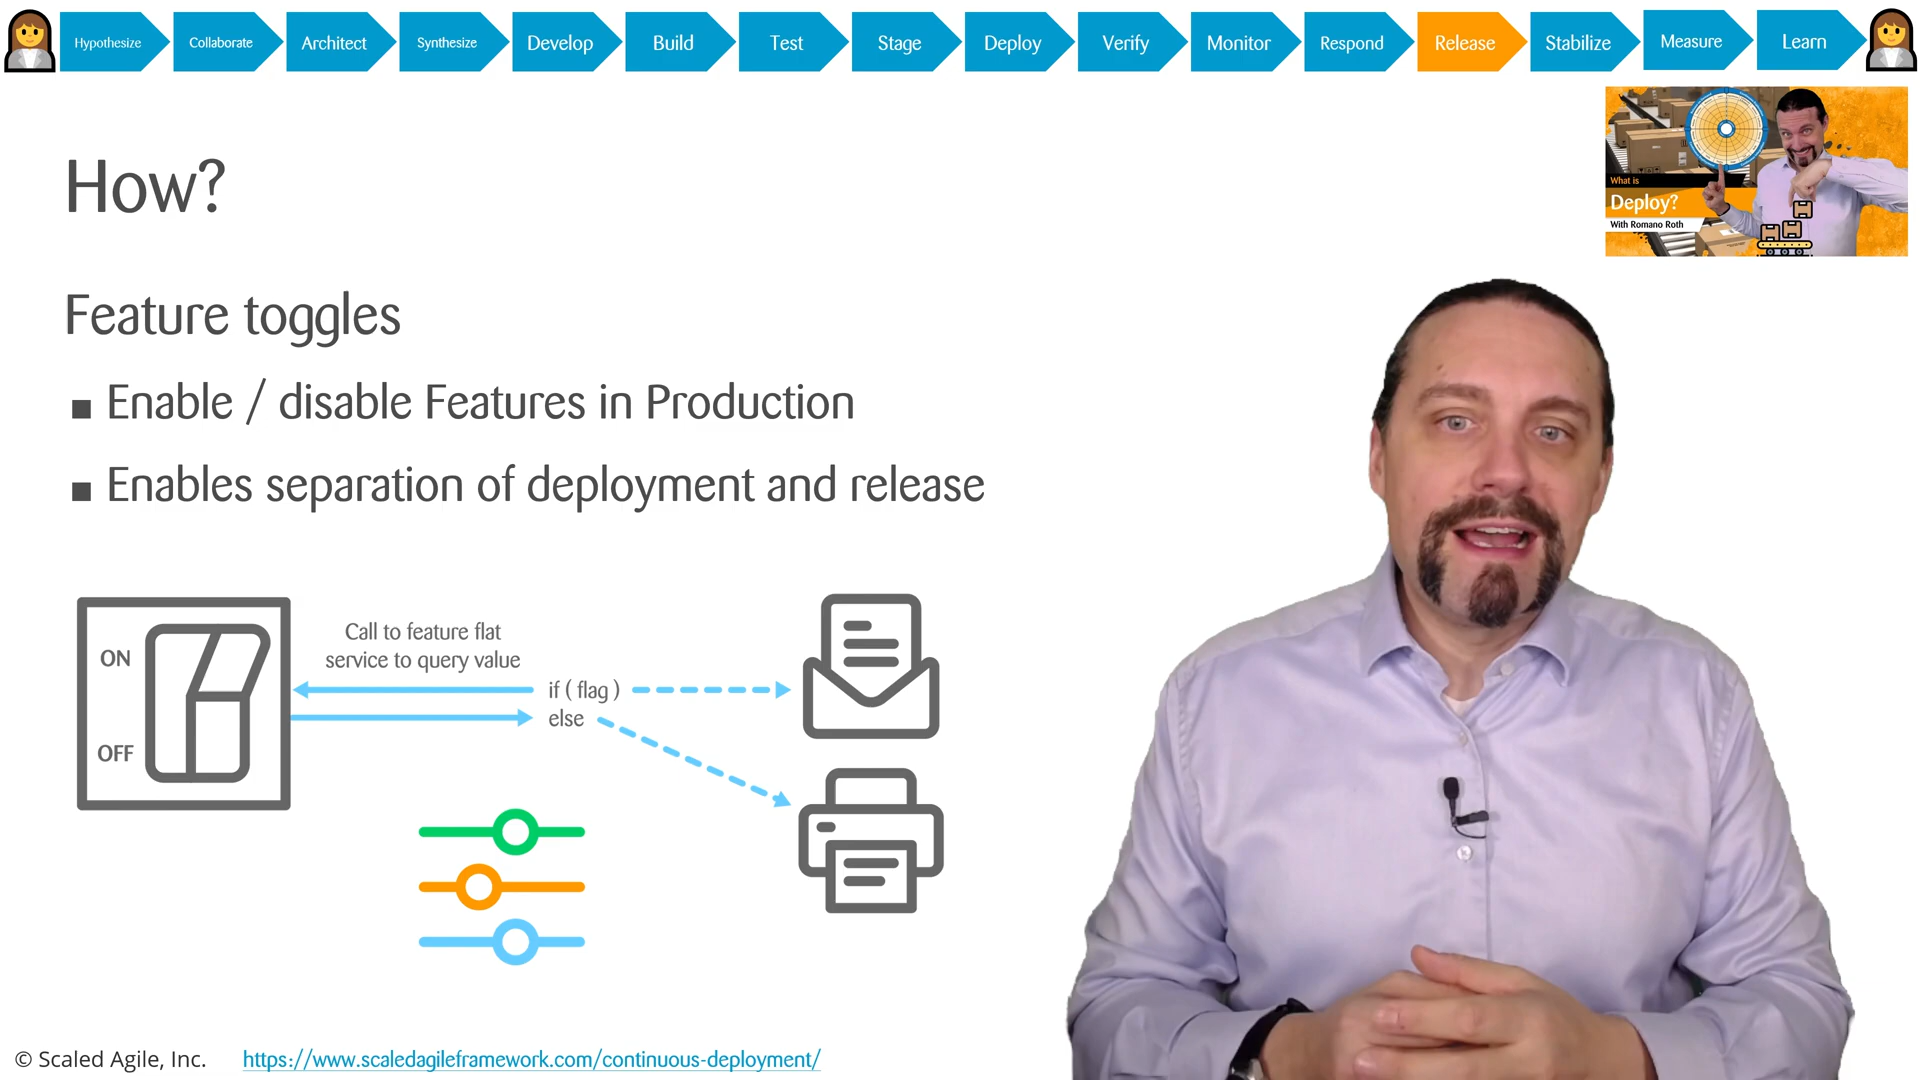 Hypothesize
Collaborate
Architect
Synthesize
Develop
Build
Test
Stage
Deploy
Verify
Monitor
Respond
Release
Stabilize
Measure
Learn
What is
Deploy?
With Romano Roth
How?
Feature toggles
Enable / disable Features in Production
Enables separation of deployment and release
ON
OFF
Call to feature flat
service to query value
if ( flag )
else
© Scaled Agile, Inc.
https://www.scaledagileframework.com/continuous-deployment/